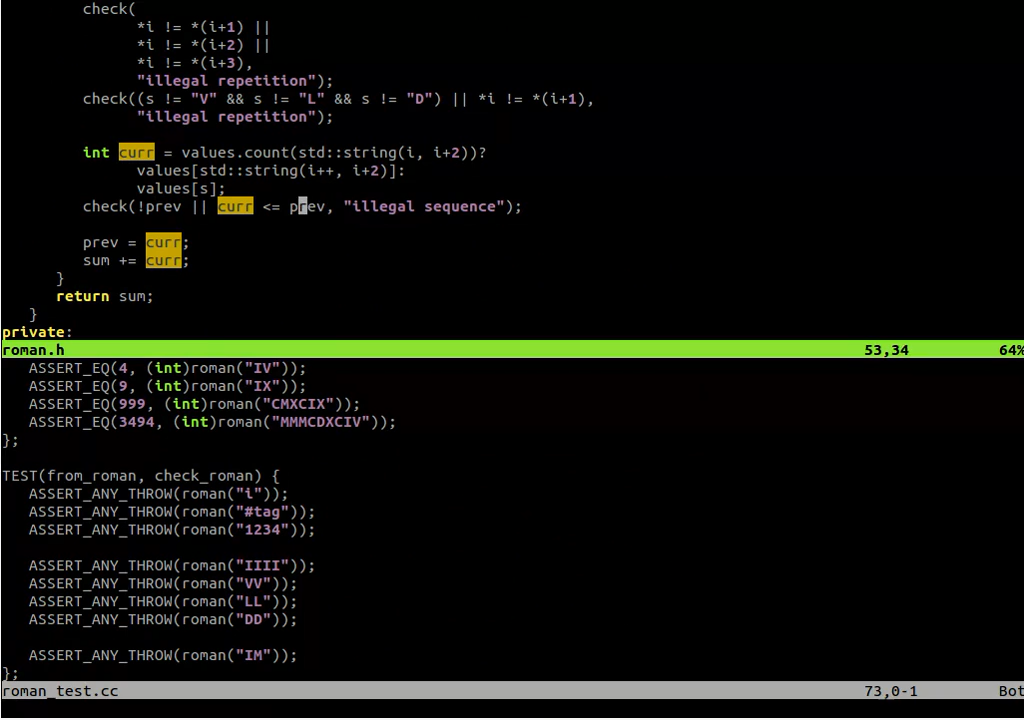 check(
*i != *(i+1) ||
*i != *(i+2) ||
*i != *(i+3),
"illegal repetition");
check((s != "V" && s != "L" && s != "D") || *i != *(i+1),
"illegal repetition");
int curr = values.count(std::string(i, i+2))?
values[std::string(i++, i+2)]:
values[s];
check(!prev || curr <= prev, "illegal sequence");
prev = curr;
sum += curr;
}
return sum;
}
private:
roman.h 53,34 64%
ASSERT_EQ(4, (int)roman("IV"));
ASSERT_EQ(9, (int)roman("IX"));
ASSERT_EQ(999, (int)roman("CMXCIX"));
ASSERT_EQ(3494, (int)roman("MMMCDXCIV"));
};
TEST(from_roman, check_roman) {
ASSERT_ANY_THROW(roman("i"));
ASSERT_ANY_THROW(roman("#tag"));
ASSERT_ANY_THROW(roman("1234"));
ASSERT_ANY_THROW(roman("IIII"));
ASSERT_ANY_THROW(roman("VV"));
ASSERT_ANY_THROW(roman("LL"));
ASSERT_ANY_THROW(roman("DD"));
ASSERT_ANY_THROW(roman("IM"));
};
roman_test.cc 73,0-1 Bot